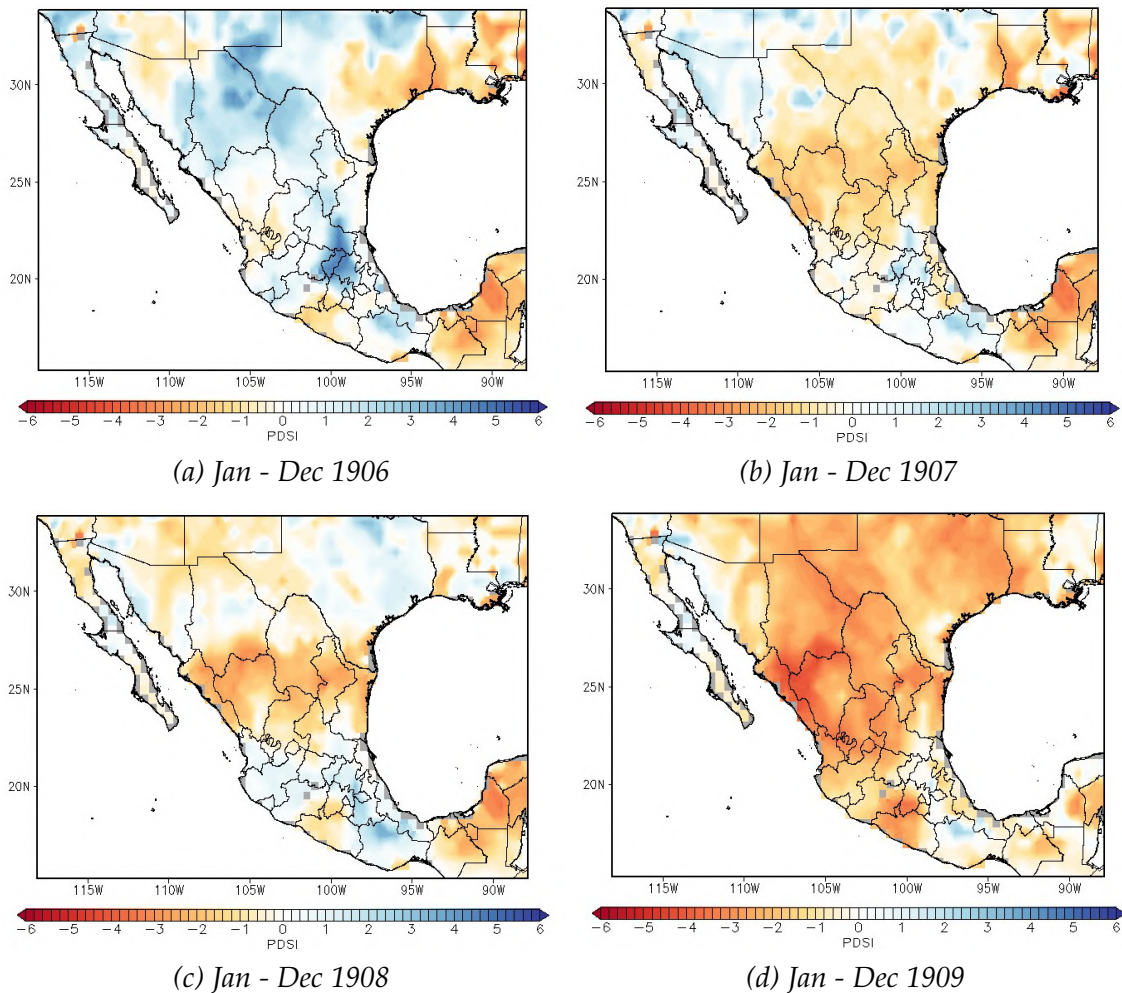 30N
25N
20N
115W 110W 105W 100W 95W 90W
-6 -5 -4 -3 -2 -1 0 1 2 3 4 5 6
PDSI
(a) Jan - Dec 1906
30N
25N
20N
115W 110W 105W 100W 95W 90W
-6 -5 -4 -3 -2 -1 0 1 2 3 4 5 6
PDSI
(b) Jan - Dec 1907
30N
25N
20N
115W 110W 105W 100W 95W 90W
-6 -5 -4 -3 -2 -1 0 1 2 3 4 5 6
PDSI
(c) Jan - Dec 1908
30N
25N
20N
115W 110W 105W 100W 95W 90W
-6 -5 -4 -3 -2 -1 0 1 2 3 4 5 6
PDSI
(d) Jan - Dec 1909